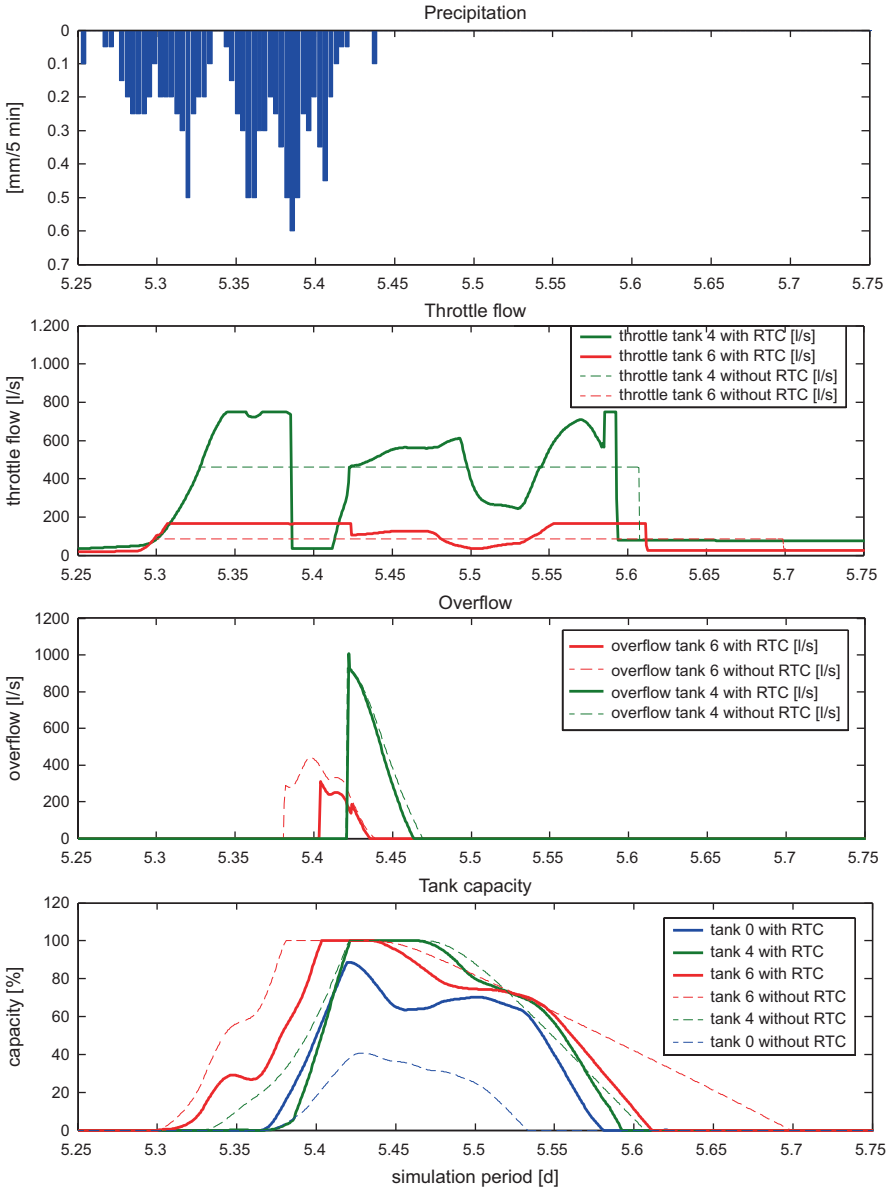 Precipitation
[mm/5 min]
0
0.1
0.2
0.3
0.4
0.5
0.6
0.7
5.25 5.3 5.35 5.4 5.45 5.5 5.55 5.6 5.65 5.7 5.75
Throttle flow
throttle flow [l/s]
1.200
1.000
800
600
400
200
0
throttle tank 4 with RTC [l/s]
throttle tank 6 with RTC [l/s]
throttle tank 4 without RTC [l/s]
throttle tank 6 without RTC [l/s]
5.25 5.3 5.35 5.4 5.45 5.5 5.55 5.6 5.65 5.7 5.75
Overflow
overflow [l/s]
1200
1000
800
600
400
200
0
overflow tank 6 with RTC [l/s]
overflow tank 6 without RTC [l/s]
overflow tank 4 with RTC [l/s]
overflow tank 4 without RTC [l/s]
5.25 5.3 5.35 5.4 5.45 5.5 5.55 5.6 5.65 5.7 5.75
Tank capacity
capacity [%]
120
100
80
60
40
20
0
tank 0 with RTC
tank 4 with RTC
tank 6 with RTC
tank 6 without RTC
tank 4 without RTC
tank 0 without RTC
5.25 5.3 5.35 5.4 5.45 5.5 5.55 5.6 5.65 5.7 5.75
simulation period [d]